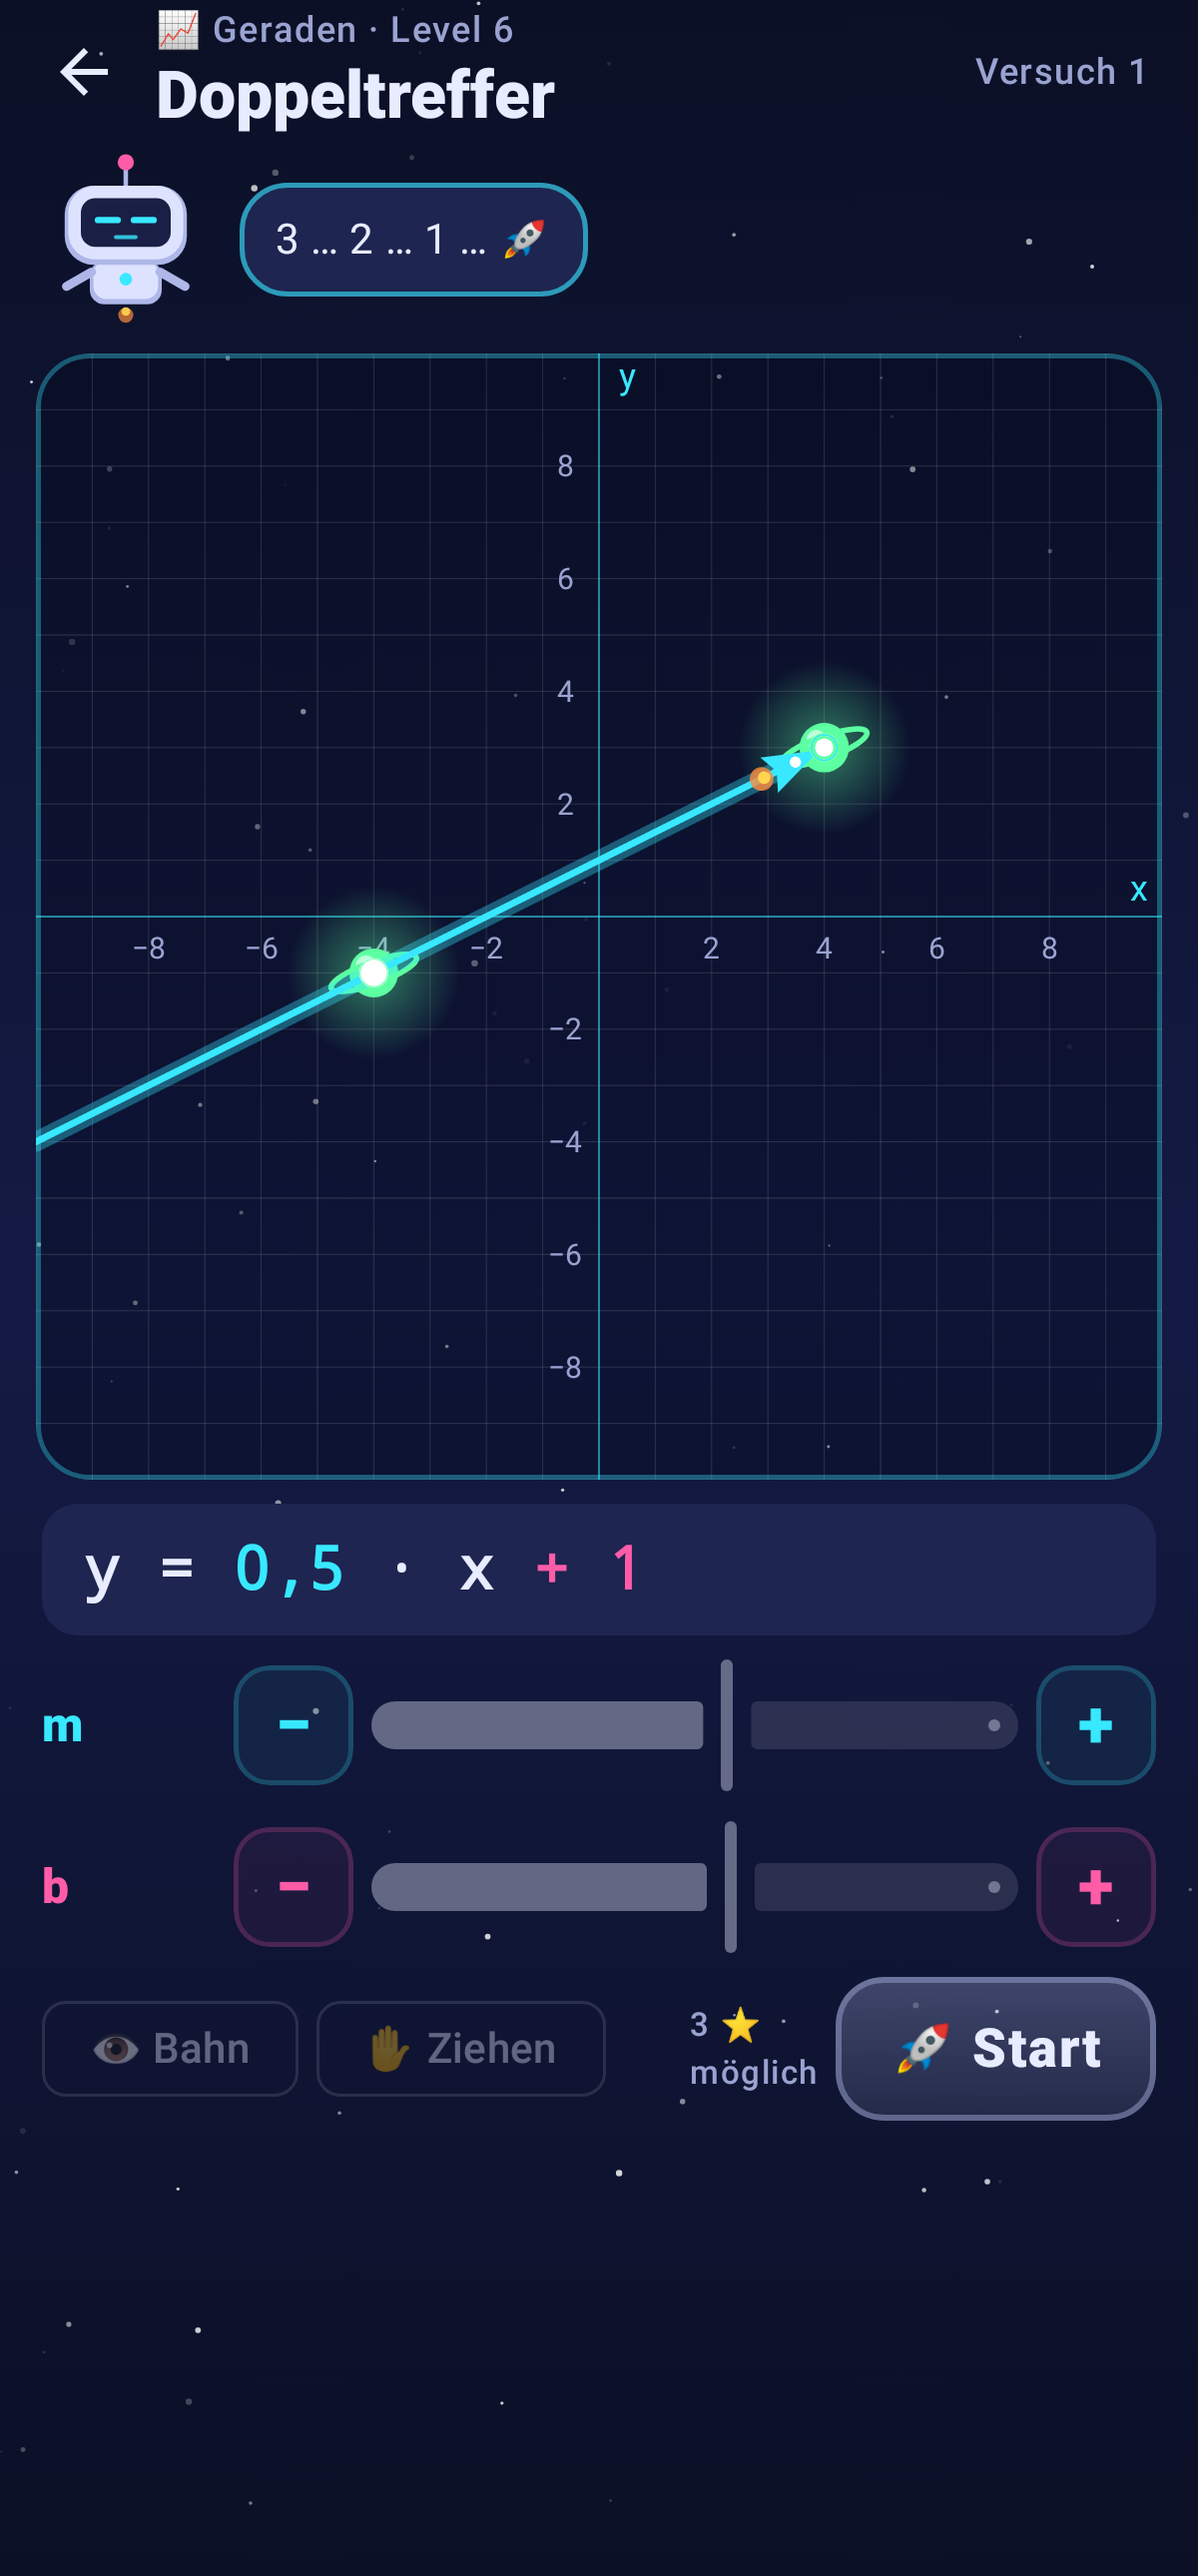 📈 Geraden · Level 6
Doppeltreffer
Versuch 1
3 … 2 … 1 … 🚀
y
8
6
4
2
x
−8 −6 −4 −2 2 4 6 8
−2
−4
−6
−8
y = 0,5 · x + 1
m − +
b − +
👁 Bahn
✋ Ziehen
3 ⭐
möglich
🚀 Start